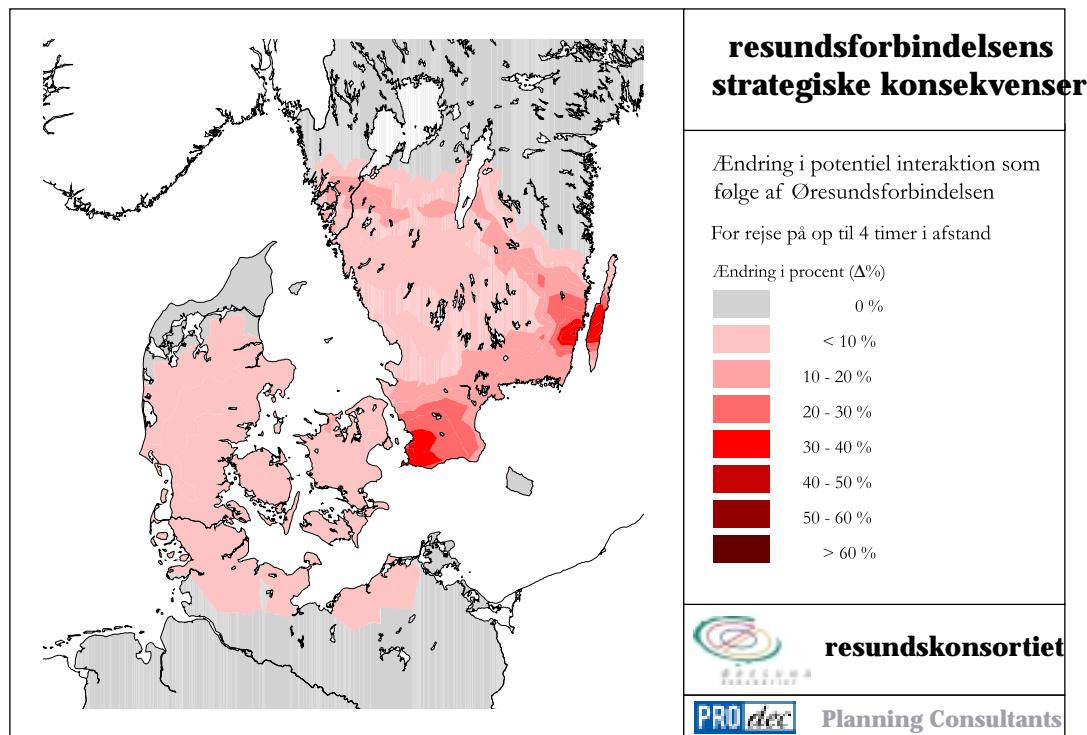 resundsforbindelsens
strategiske konsekvenser
Ændring i potentiel interaktion som
følge af Øresundsforbindelsen
For rejse på op til 4 timer i afstand
Ændring i procent (Δ%)
0 %
< 10 %
10 - 20 %
20 - 30 %
30 - 40 %
40 - 50 %
50 - 60 %
> 60 %
resundskonsortiet
PRO dec Planning Consultants